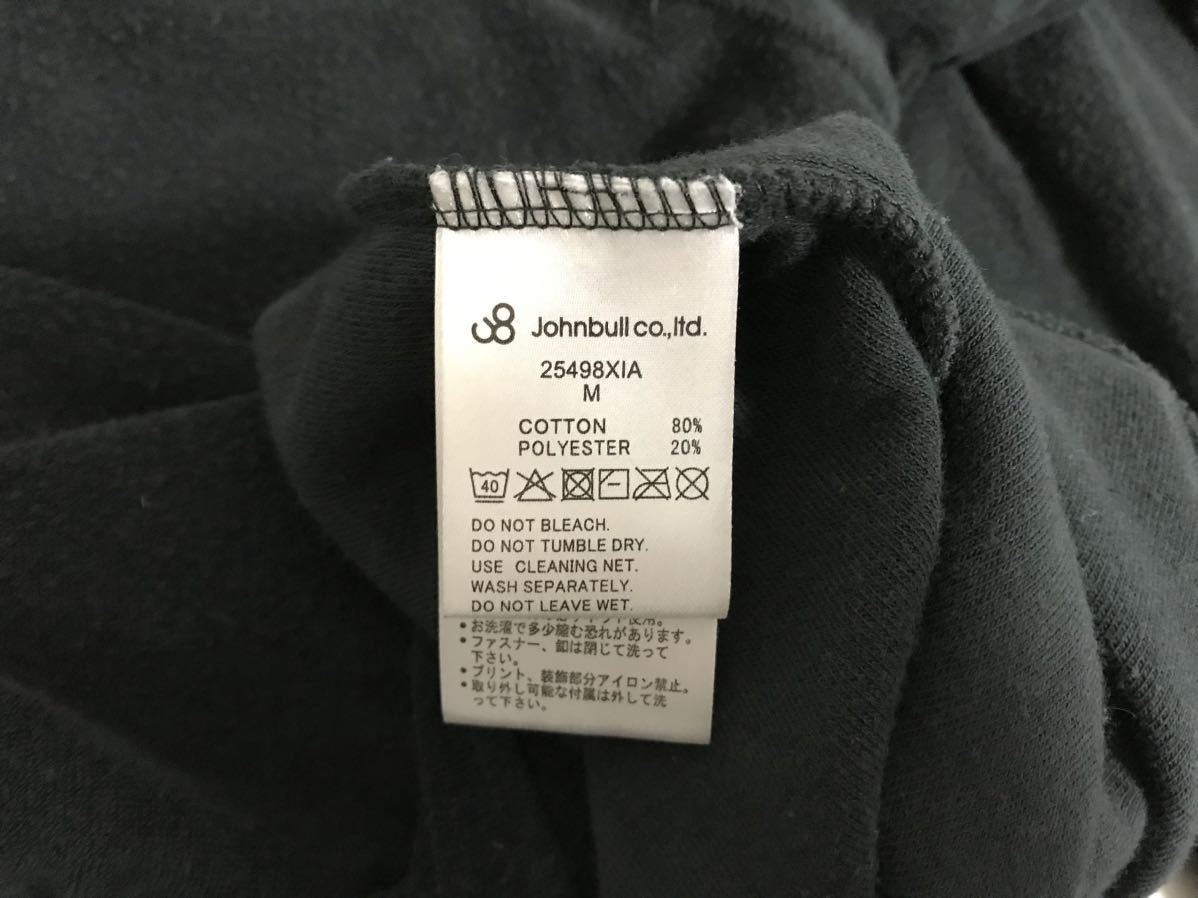 Johnbull co.,ltd.
25498XIA
M
COTTON 80%
POLYESTER 20%
40
DO NOT BLEACH.
DO NOT TUMBLE DRY.
USE CLEANING NET.
WASH SEPARATELY.
DO NOT LEAVE WET.
使用。
•お洗濯で多少縮む恐れがあります。
•ファスナー、釦は閉じて洗って
下さい。
•プリント、装飾部分アイロン禁止。
•取り外し可能な付属は外して洗
って下さい。